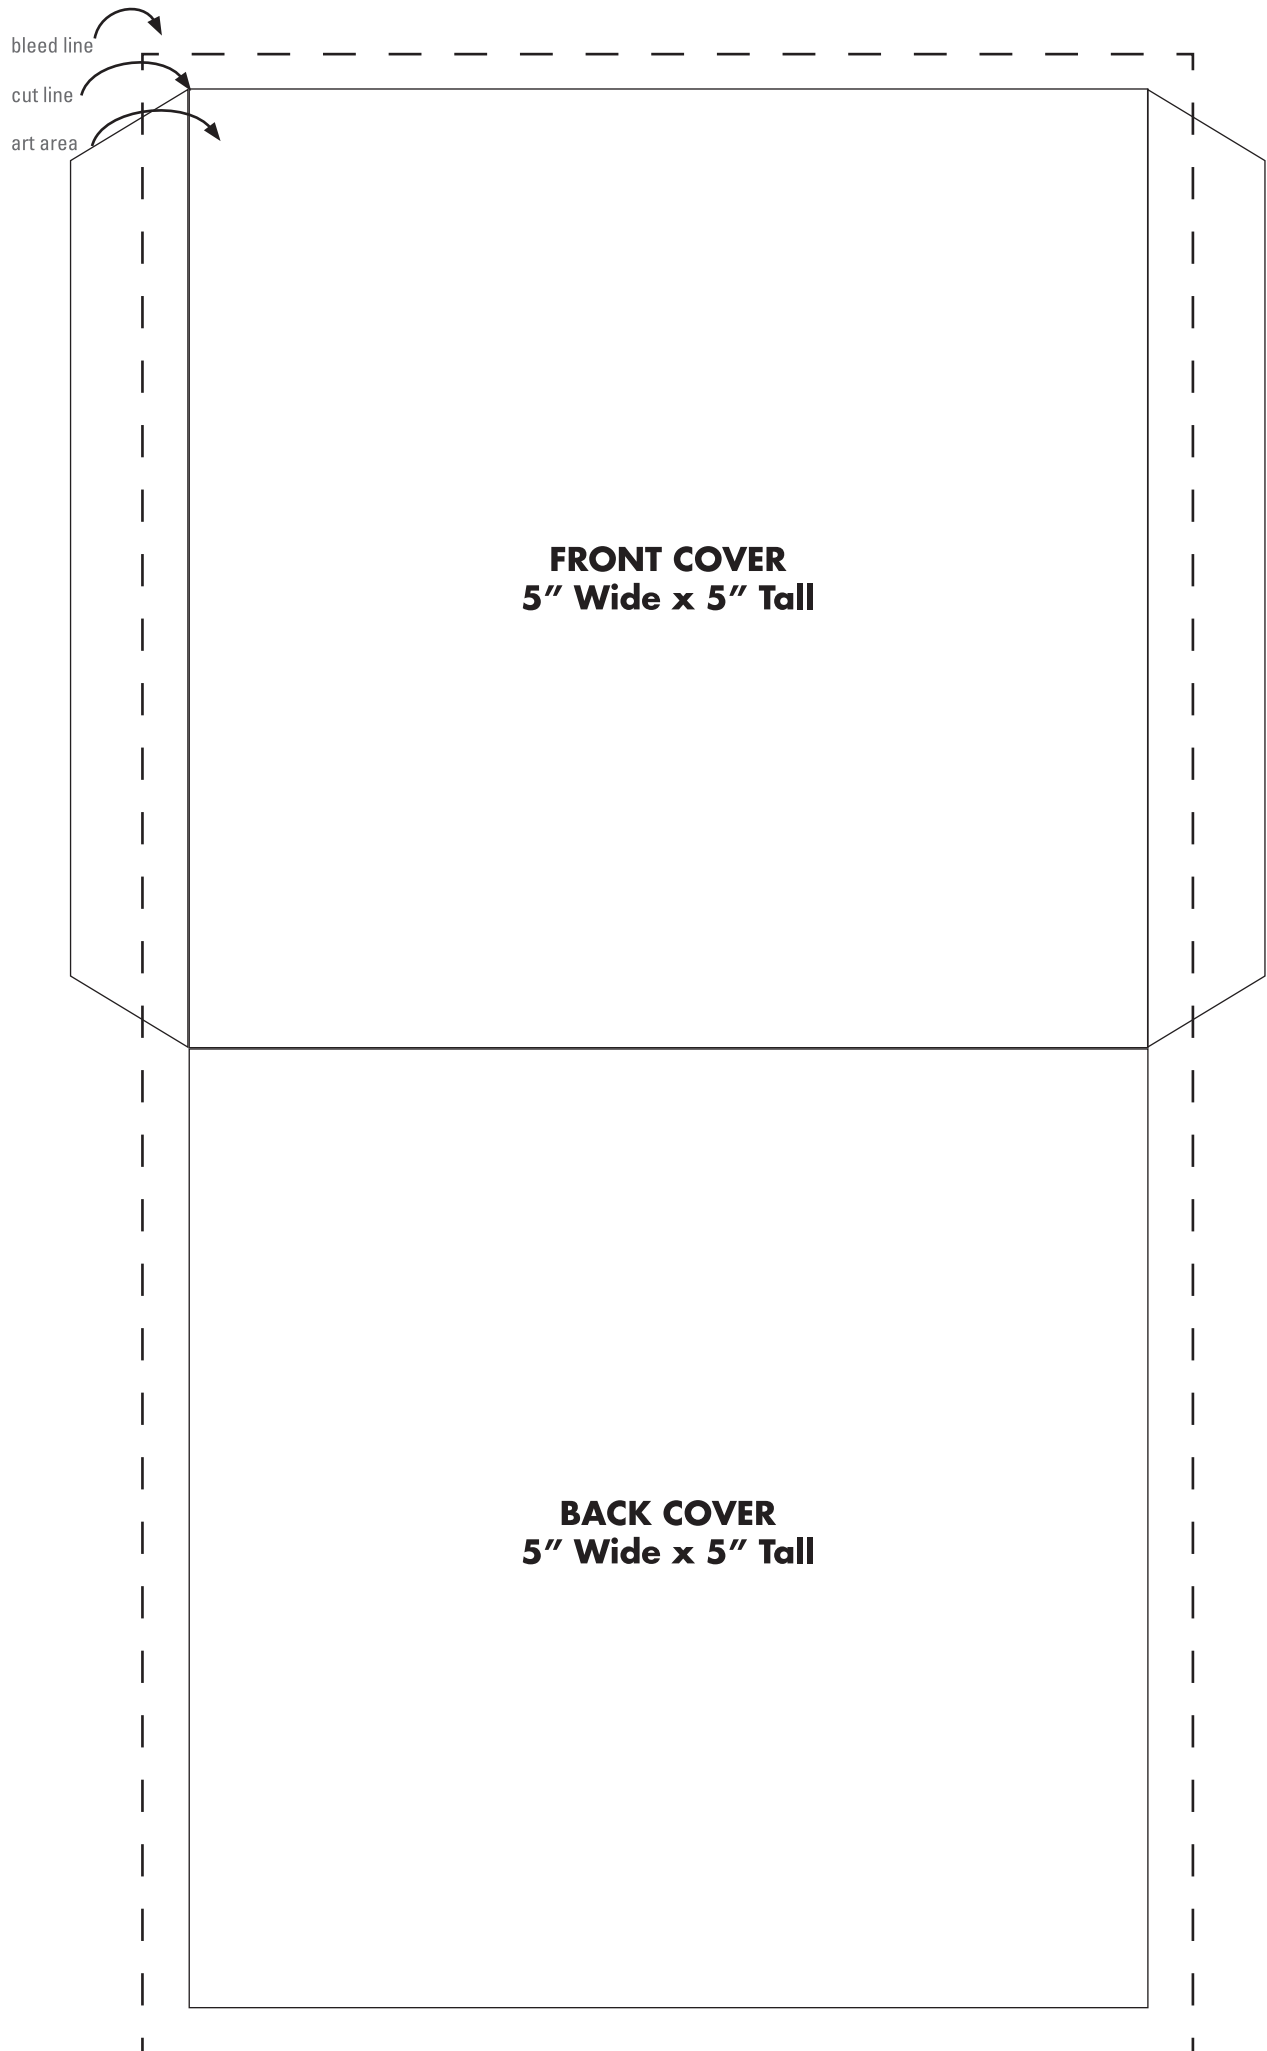 bleed line
cut line
art area
FRONT COVER
5” Wide x 5” Tall
BACK COVER
5” Wide x 5” Tall